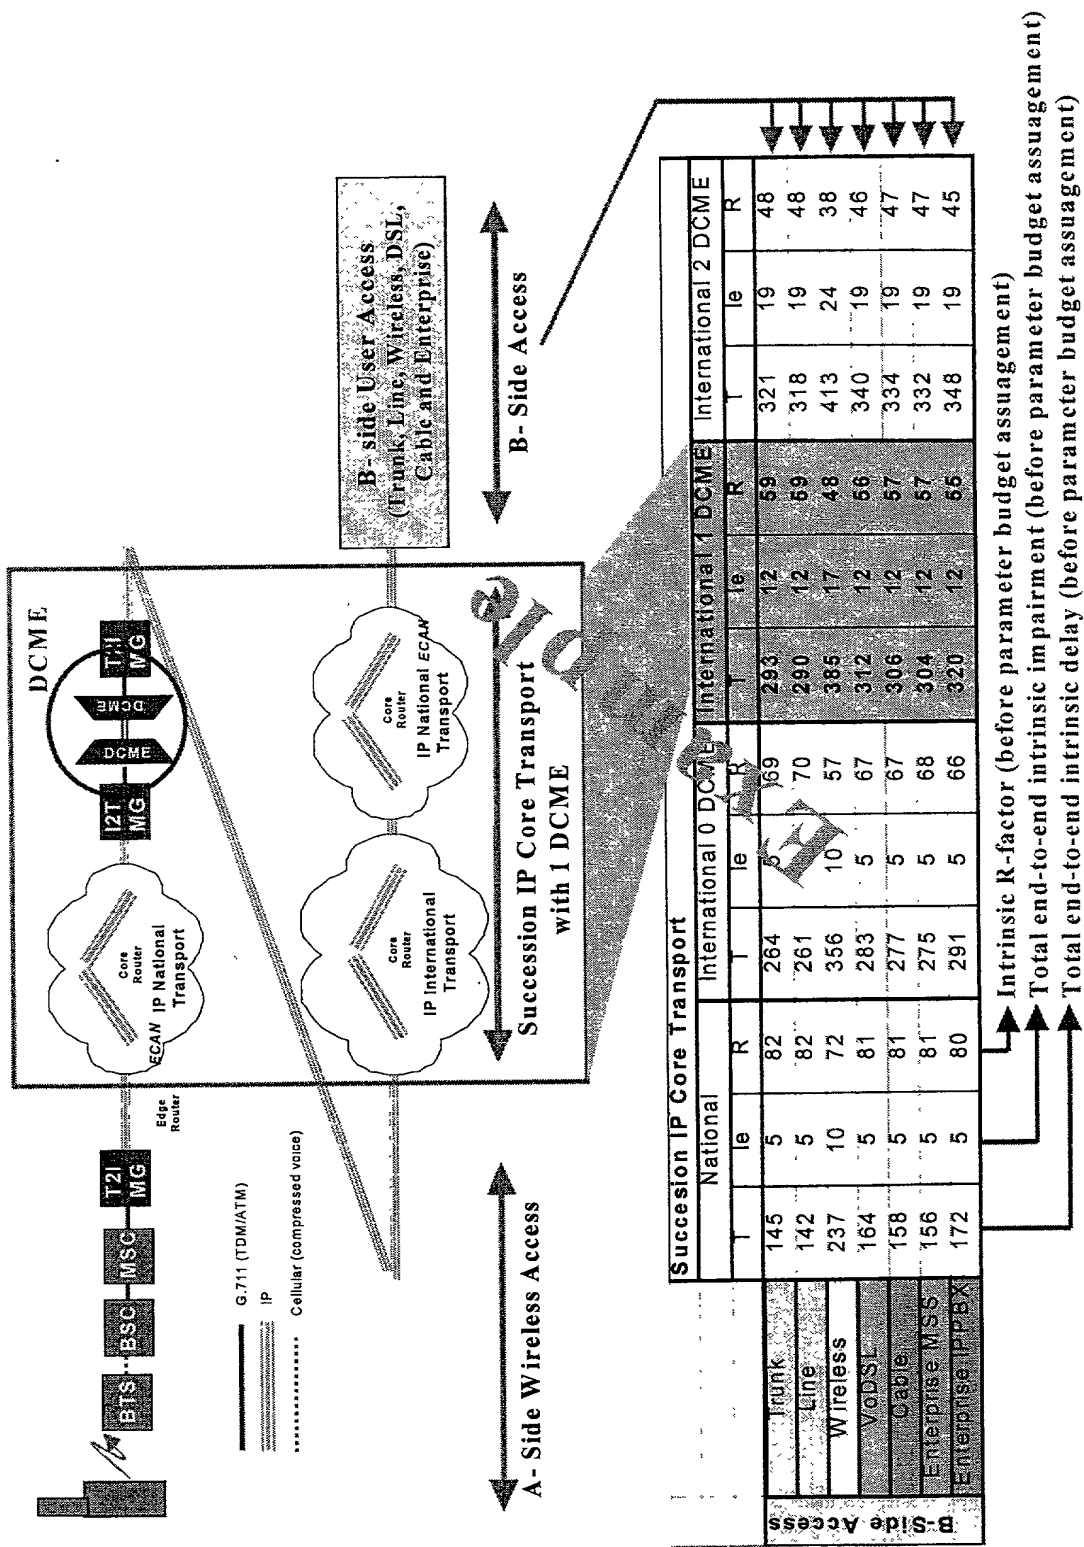 DCME
BTS
BSC
MSC
T2I
MG
Edge
Router
ECAN
IP National
Transport
Core
Router
I2T
MG
DCME
DCME
T2I
MG
G.711 (TDM/ATM)
IP
Cellular (compressed voice)
IP International
Transport
Core
Router
IP National ECAN
Transport
Core
Router
B- side User Access
(Trunk, Line, Wireless, DSL,
Cable and Enterprise)
A- Side Wireless Access
Succession IP Core Transport
with 1 DCME
B- Side Access
Example
Succesion IP Core Transport
National International 0 DCME International 1 DCME International 2 DCME
T Ie R T Ie R T Ie R T Ie R
B-Side Access
Trunk 145 5 82 264 5 69 293 12 59 321 19 48
Line 142 5 82 261 5 70 290 12 59 318 19 48
Wireless 237 10 72 356 10 57 385 17 48 413 24 38
VoDSL 164 5 81 283 5 67 312 12 56 340 19 46
Cable 158 5 81 277 5 67 306 12 57 334 19 47
Enterprise MSS 156 5 81 275 5 68 304 12 57 332 19 47
Enterprise IPPBX 172 5 80 291 5 66 320 12 55 348 19 45
Intrinsic R-factor (before parameter budget assuagement)
Total end-to-end intrinsic impairment (before parameter budget assuagement)
Total end-to-end intrinsic delay (before parameter budget assuagement)